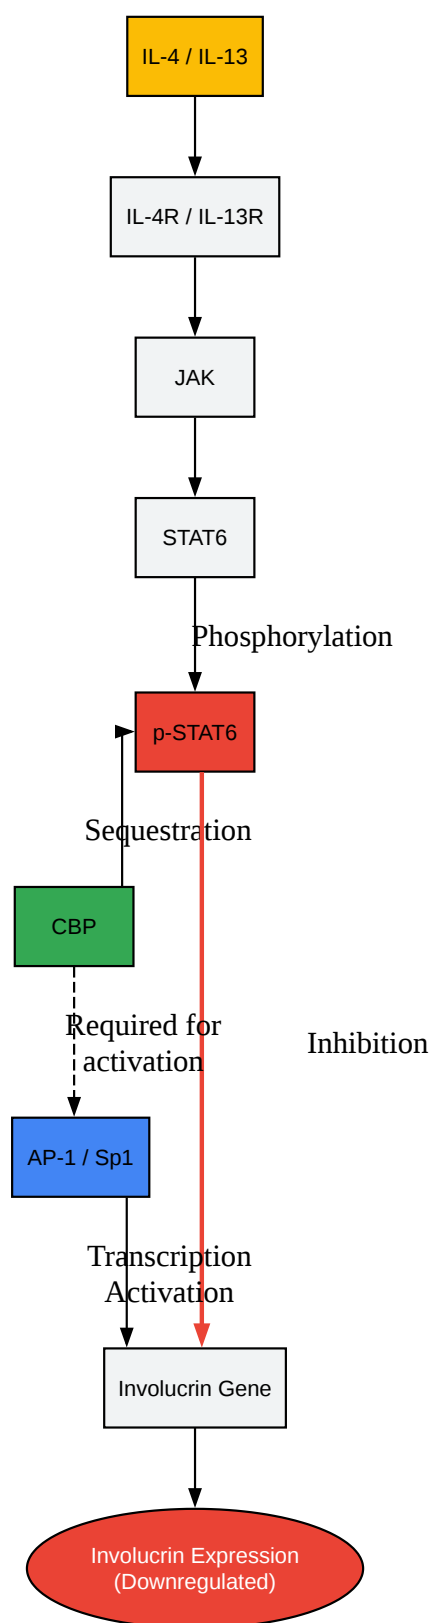 IL-4 / IL-13
IL-4R / IL-13R
JAK
STAT6
Phosphorylation
p-STAT6
Sequestration
CBP
Required for
activation
Inhibition
AP-1 / Sp1
Transcription
Activation
Involucrin Gene
Involucrin Expression
(Downregulated)